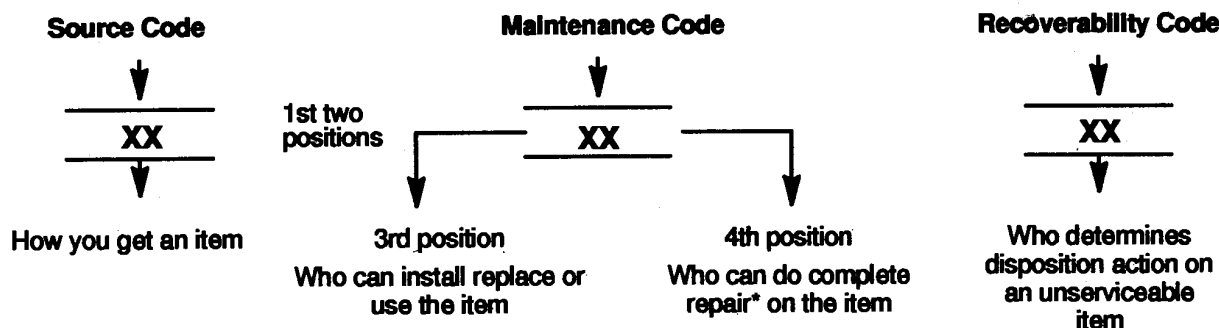 Source Code
Maintenance Code
Recoverability Code
XX
1st two
positions
XX
XX
How you get an item
3rd position
Who can install replace or
use the item
4th position
Who can do complete
repair* on the item
Who determines
disposition action on
an unserviceable
item